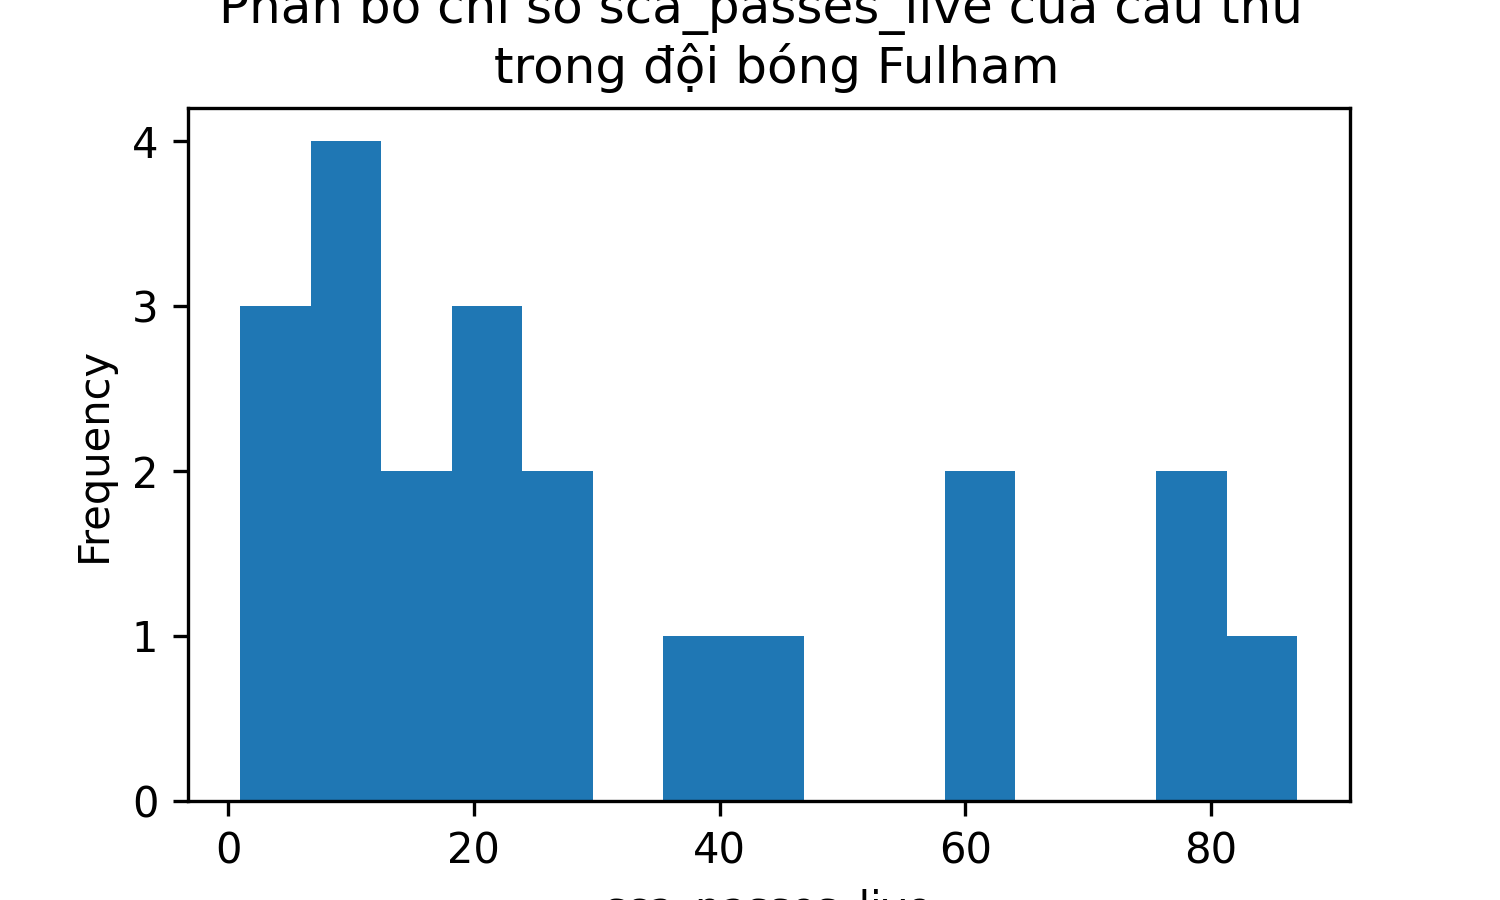 Phân bố chỉ số sca_passes_live của cầu thủ
trong đội bóng Fulham
4
3
2
1
0
Frequency
0 20 40 60 80
sca_passes_live